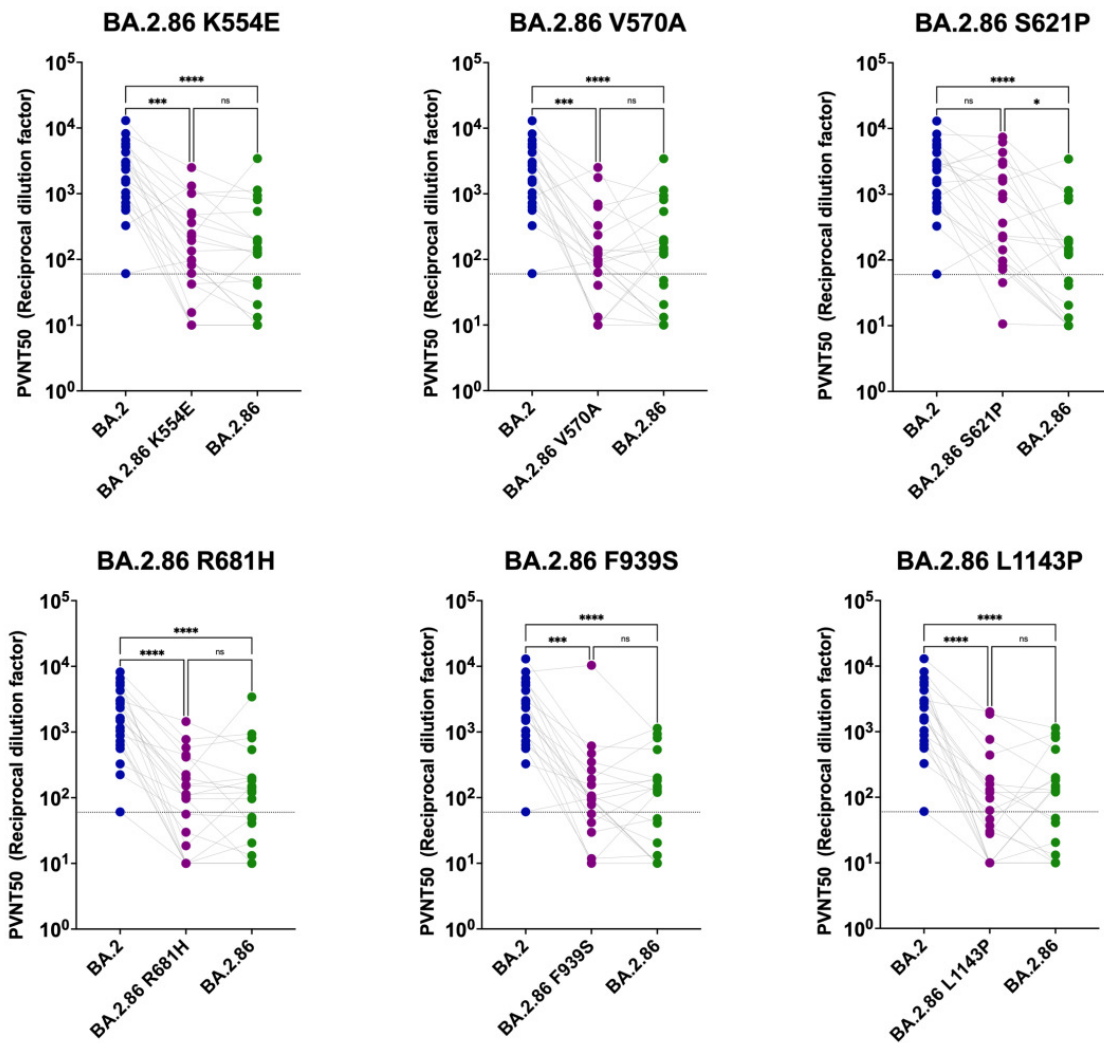 BA.2.86 K554E
PVNT50 (Reciprocal dilution factor)
10⁵
10⁴
10³
10²
10¹
10⁰
****
***
ns
BA.2
BA 2.86 K554E
BA.2.86
BA.2.86 V570A
PVNT50 (Reciprocal dilution factor)
10⁵
10⁴
10³
10²
10¹
10⁰
****
***
ns
BA.2
BA.2.86 V570A
BA.2.86
BA.2.86 S621P
PVNT50 (Reciprocal dilution factor)
10⁵
10⁴
10³
10²
10¹
10⁰
****
ns
*
BA.2
BA.2.86 S621P
BA.2.86
BA.2.86 R681H
PVNT50 (Reciprocal dilution factor)
10⁵
10⁴
10³
10²
10¹
10⁰
****
****
ns
BA.2
BA.2.86 R681H
BA.2.86
BA.2.86 F939S
PVNT50 (Reciprocal dilution factor)
10⁵
10⁴
10³
10²
10¹
10⁰
****
***
ns
BA.2
BA.2.86 F939S
BA.2.86
BA.2.86 L1143P
PVNT50 (Reciprocal dilution factor)
10⁵
10⁴
10³
10²
10¹
10⁰
****
****
ns
BA.2
BA.2.86 L1143P
BA.2.86